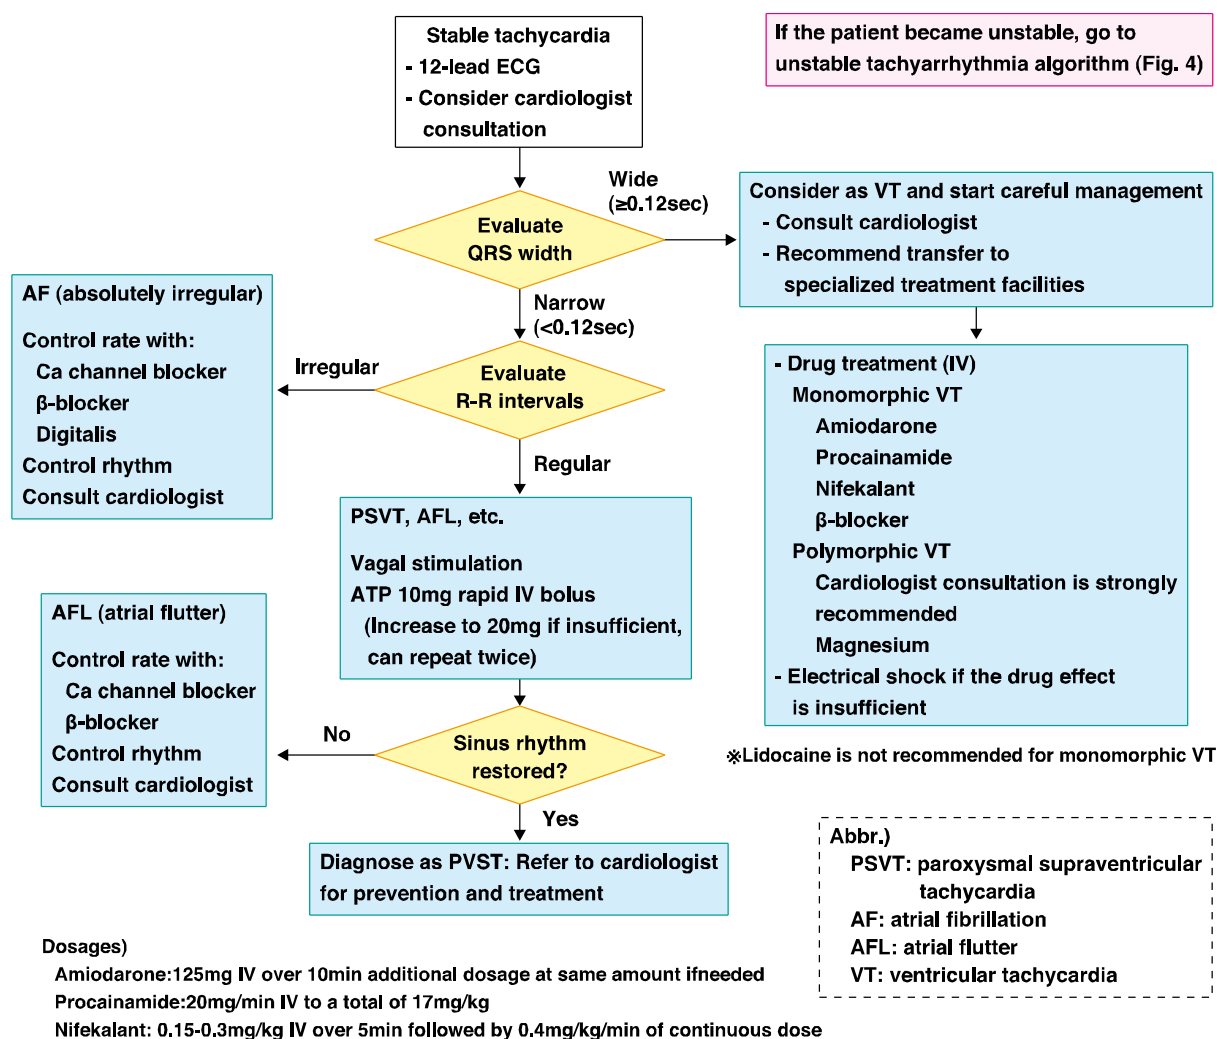 Stable tachycardia
- 12-lead ECG
- Consider cardiologist
consultation
If the patient became unstable, go to
unstable tachyarrhythmia algorithm (Fig. 4)
Evaluate
QRS width
Wide
(≥0.12sec)
Consider as VT and start careful management
- Consult cardiologist
- Recommend transfer to
specialized treatment facilities
Narrow
(<0.12sec)
Evaluate
R-R intervals
Irregular
AF (absolutely irregular)
Control rate with:
Ca channel blocker
β-blocker
Digitalis
Control rhythm
Consult cardiologist
- Drug treatment (IV)
Monomorphic VT
Amiodarone
Procainamide
Nifekalant
β-blocker
Polymorphic VT
Cardiologist consultation is strongly
recommended
Magnesium
- Electrical shock if the drug effect
is insufficient
※Lidocaine is not recommended for monomorphic VT
Regular
PSVT, AFL, etc.
Vagal stimulation
ATP 10mg rapid IV bolus
(Increase to 20mg if insufficient,
can repeat twice)
Sinus rhythm
restored?
No
AFL (atrial flutter)
Control rate with:
Ca channel blocker
β-blocker
Control rhythm
Consult cardiologist
Yes
Diagnose as PVST: Refer to cardiologist
for prevention and treatment
Abbr.)
PSVT: paroxysmal supraventricular
tachycardia
AF: atrial fibrillation
AFL: atrial flutter
VT: ventricular tachycardia
Dosages)
Amiodarone:125mg IV over 10min additional dosage at same amount ifneeded
Procainamide:20mg/min IV to a total of 17mg/kg
Nifekalant: 0.15-0.3mg/kg IV over 5min followed by 0.4mg/kg/min of continuous dose